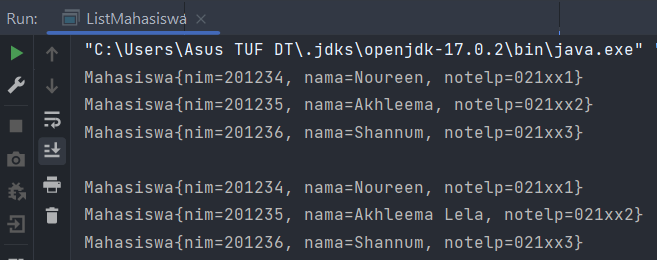 Run: ListMahasiswa
"C:\Users\Asus TUF DT\.jdks\openjdk-17.0.2\bin\java.exe" "
Mahasiswa{nim=201234, nama=Noureen, notelp=021xx1}
Mahasiswa{nim=201235, nama=Akhleema, notelp=021xx2}
Mahasiswa{nim=201236, nama=Shannum, notelp=021xx3}
Mahasiswa{nim=201234, nama=Noureen, notelp=021xx1}
Mahasiswa{nim=201235, nama=Akhleema Lela, notelp=021xx2}
Mahasiswa{nim=201236, nama=Shannum, notelp=021xx3}